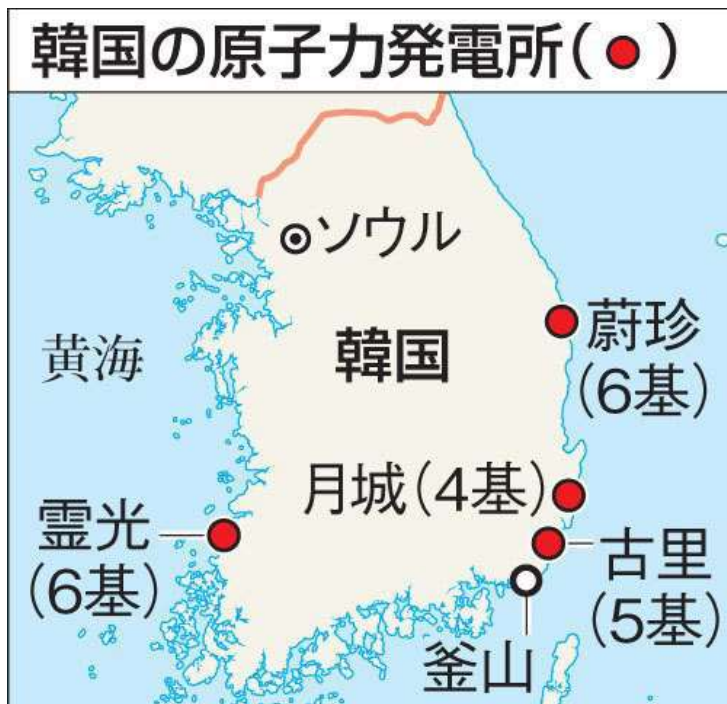 韓国の原子力発電所(●)
ソウル
蔚珍
(6基)
黄海
韓国
月城(4基)
霊光
(6基)
古里
(5基)
釜山